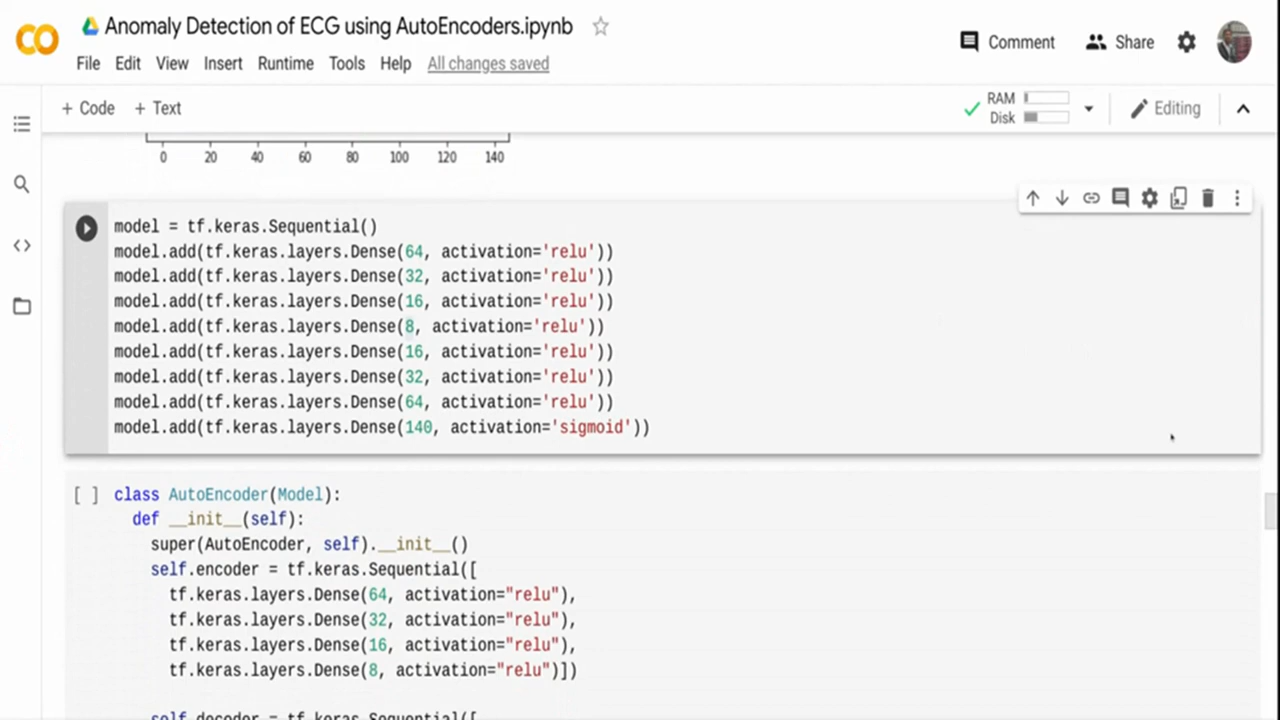 Anomaly Detection of ECG using AutoEncoders.ipynb
Comment
Share
File Edit View Insert Runtime Tools Help All changes saved
+ Code + Text
RAM
Disk
Editing
0 20 40 60 80 100 120 140
model = tf.keras.Sequential()
model.add(tf.keras.layers.Dense(64, activation='relu'))
model.add(tf.keras.layers.Dense(32, activation='relu'))
model.add(tf.keras.layers.Dense(16, activation='relu'))
model.add(tf.keras.layers.Dense(8, activation='relu'))
model.add(tf.keras.layers.Dense(16, activation='relu'))
model.add(tf.keras.layers.Dense(32, activation='relu'))
model.add(tf.keras.layers.Dense(64, activation='relu'))
model.add(tf.keras.layers.Dense(140, activation='sigmoid'))
[ ] class AutoEncoder(Model):
def __init__(self):
super(AutoEncoder, self).__init__()
self.encoder = tf.keras.Sequential([
tf.keras.layers.Dense(64, activation="relu"),
tf.keras.layers.Dense(32, activation="relu"),
tf.keras.layers.Dense(16, activation="relu"),
tf.keras.layers.Dense(8, activation="relu")])
self.decoder = tf.keras.Sequential([